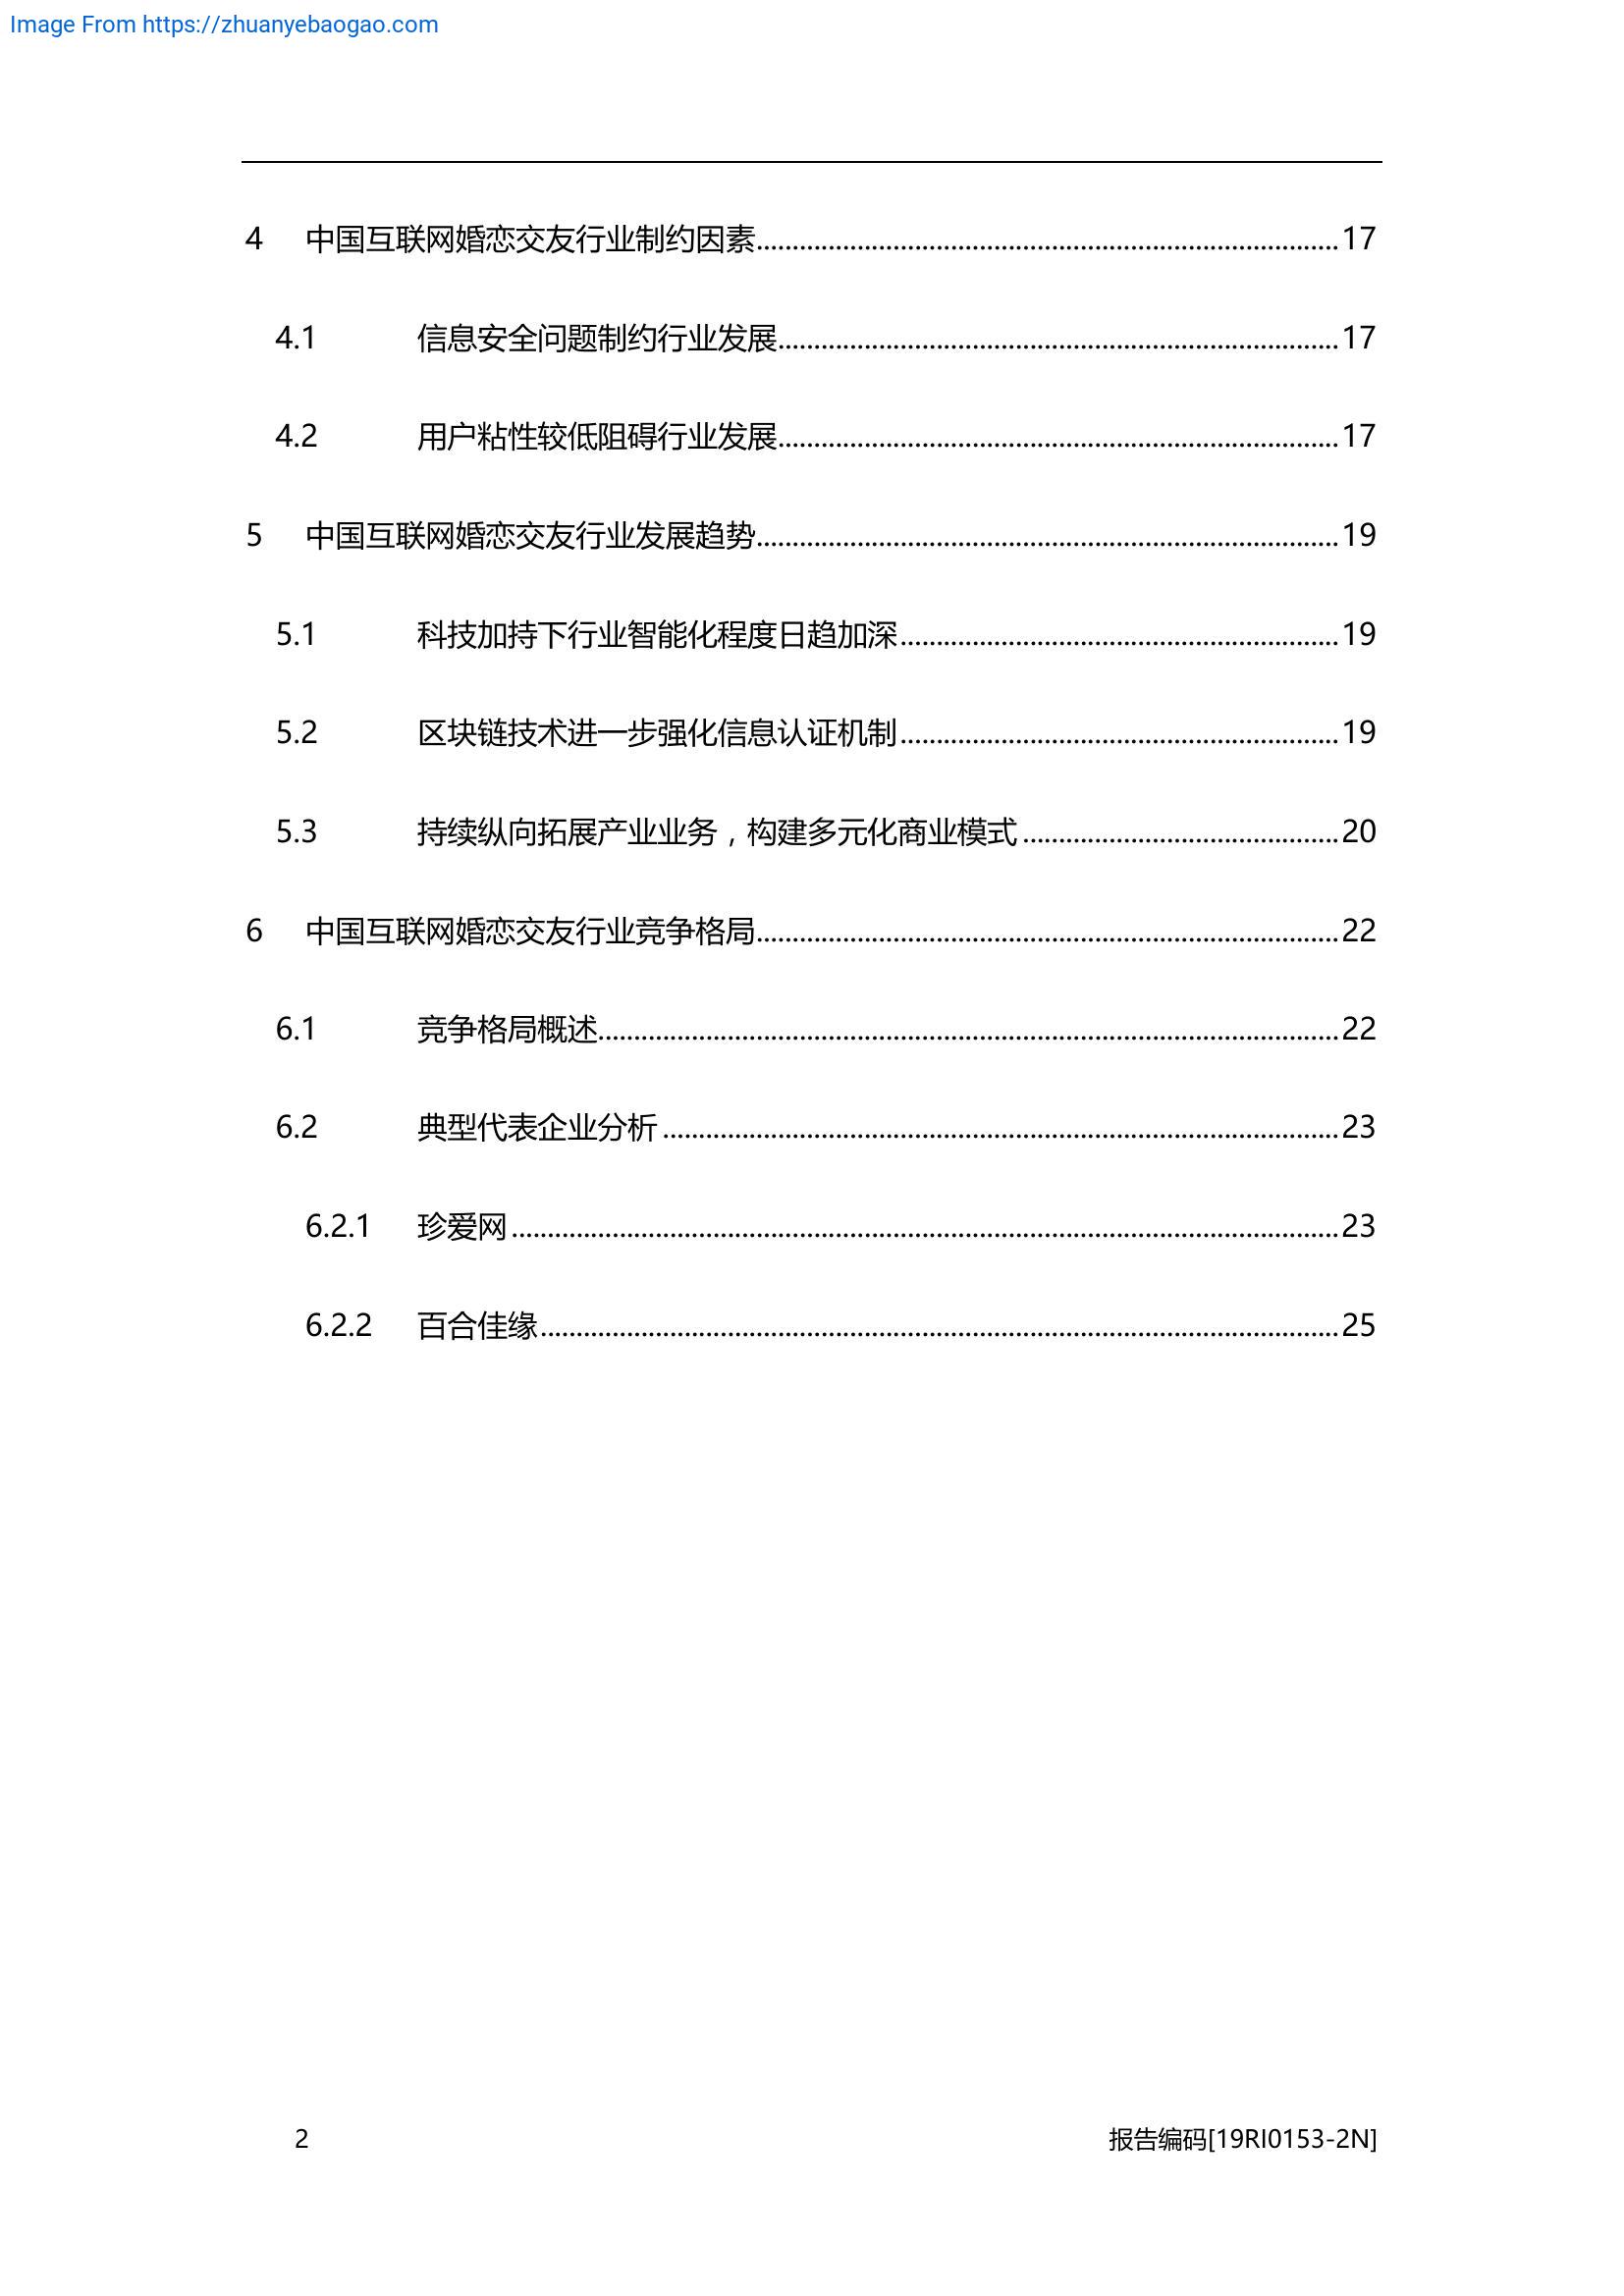 Image From https://zhuanyebaogao.com
4 中国互联网婚恋交友行业制约因素........................................17
4.1 信息安全问题制约行业发展........................................17
4.2 用户粘性较低阻碍行业发展........................................17
5 中国互联网婚恋交友行业发展趋势........................................19
5.1 科技加持下行业智能化程度日趋加深........................................19
5.2 区块链技术进一步强化信息认证机制........................................19
5.3 持续纵向拓展产业业务，构建多元化商业模式........................................20
6 中国互联网婚恋交友行业竞争格局........................................22
6.1 竞争格局概述........................................22
6.2 典型代表企业分析........................................23
6.2.1 珍爱网........................................23
6.2.2 百合佳缘........................................25
2 报告编码[19RI0153-2N]